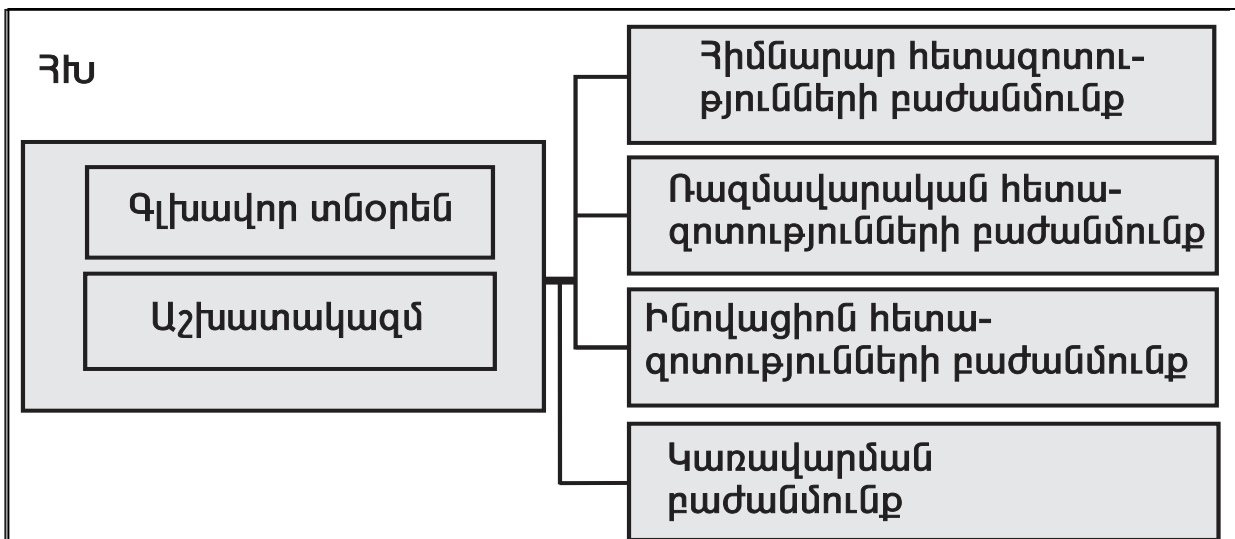 ՀԽ
Գլխավոր տնօրեն
Աշխատակազմ
Հիմնարար հետազոտու-
թյունների բաժանմունք
Ռազմավարական հետա-
զոտությունների բաժանմունք
Ինովացիոն հետա-
զոտությունների բաժանմունք
Կառավարման
բաժանմունք